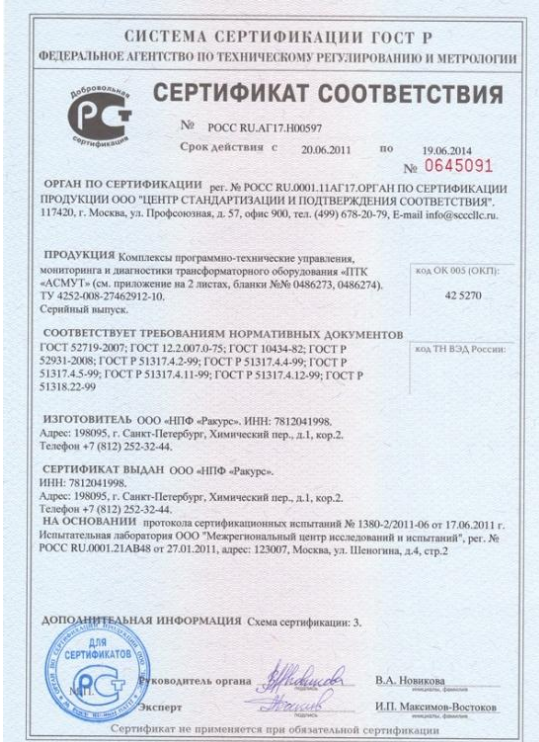 СИСТЕМА СЕРТИФИКАЦИИ ГОСТ Р
ФЕДЕРАЛЬНОЕ АГЕНТСТВО ПО ТЕХНИЧЕСКОМУ РЕГУЛИРОВАНИЮ И МЕТРОЛОГИИ
Добровольная
сертификация
СЕРТИФИКАТ СООТВЕТСТВИЯ
№ РОСС RU.АГ17.Н00597
Срок действия с 20.06.2011 по 19.06.2014
№ 0645091
ОРГАН ПО СЕРТИФИКАЦИИ рег. № РОСС RU.0001.11АГ17.ОРГАН ПО СЕРТИФИКАЦИИ
ПРОДУКЦИИ ООО "ЦЕНТР СТАНДАРТИЗАЦИИ И ПОДТВЕРЖДЕНИЯ СООТВЕТСТВИЯ".
117420, г. Москва, ул. Профсоюзная, д. 57, офис 900, тел. (499) 678-20-79, E-mail info@scccllc.ru.
ПРОДУКЦИЯ Комплексы программно-технические управления,
мониторинга и диагностики трансформаторного оборудования «ПТК
«АСМУТ» (см. приложение на 2 листах, бланки №№ 0486273, 0486274).
ТУ 4252-008-27462912-10.
Серийный выпуск.
код ОК 005 (ОКП):
42 5270
СООТВЕТСТВУЕТ ТРЕБОВАНИЯМ НОРМАТИВНЫХ ДОКУМЕНТОВ
ГОСТ 52719-2007; ГОСТ 12.2.007.0-75; ГОСТ 10434-82; ГОСТ Р
52931-2008; ГОСТ Р 51317.4.2-99; ГОСТ Р 51317.4.4-99; ГОСТ Р
51317.4.5-99; ГОСТ Р 51317.4.11-99; ГОСТ Р 51317.4.12-99; ГОСТ Р
51318.22-99
код ТН ВЭД России:
ИЗГОТОВИТЕЛЬ ООО «НПФ «Ракурс». ИНН: 7812041998.
Адрес: 198095, г. Санкт-Петербург, Химический пер., д.1, кор.2.
Телефон +7 (812) 252-32-44.
СЕРТИФИКАТ ВЫДАН ООО «НПФ «Ракурс».
ИНН: 7812041998.
Адрес: 198095, г. Санкт-Петербург, Химический пер., д.1, кор.2.
Телефон +7 (812) 252-32-44.
НА ОСНОВАНИИ протокола сертификационных испытаний № 1380-2/2011-06 от 17.06.2011 г.
Испытательная лаборатория ООО "Межрегиональный центр исследований и испытаний", рег. №
РОСС RU.0001.21АВ48 от 27.01.2011, адрес: 123007, Москва, ул. Шеногина, д.4, стр.2
ДОПОЛНИТЕЛЬНАЯ ИНФОРМАЦИЯ Схема сертификации: 3.
ДЛЯ
СЕРТИФИКАТОВ
М.П.
Руководитель органа
подпись
В.А. Новикова
инициалы, фамилия
Эксперт
подпись
И.П. Максимов-Востоков
инициалы, фамилия
Сертификат не применяется при обязательной сертификации